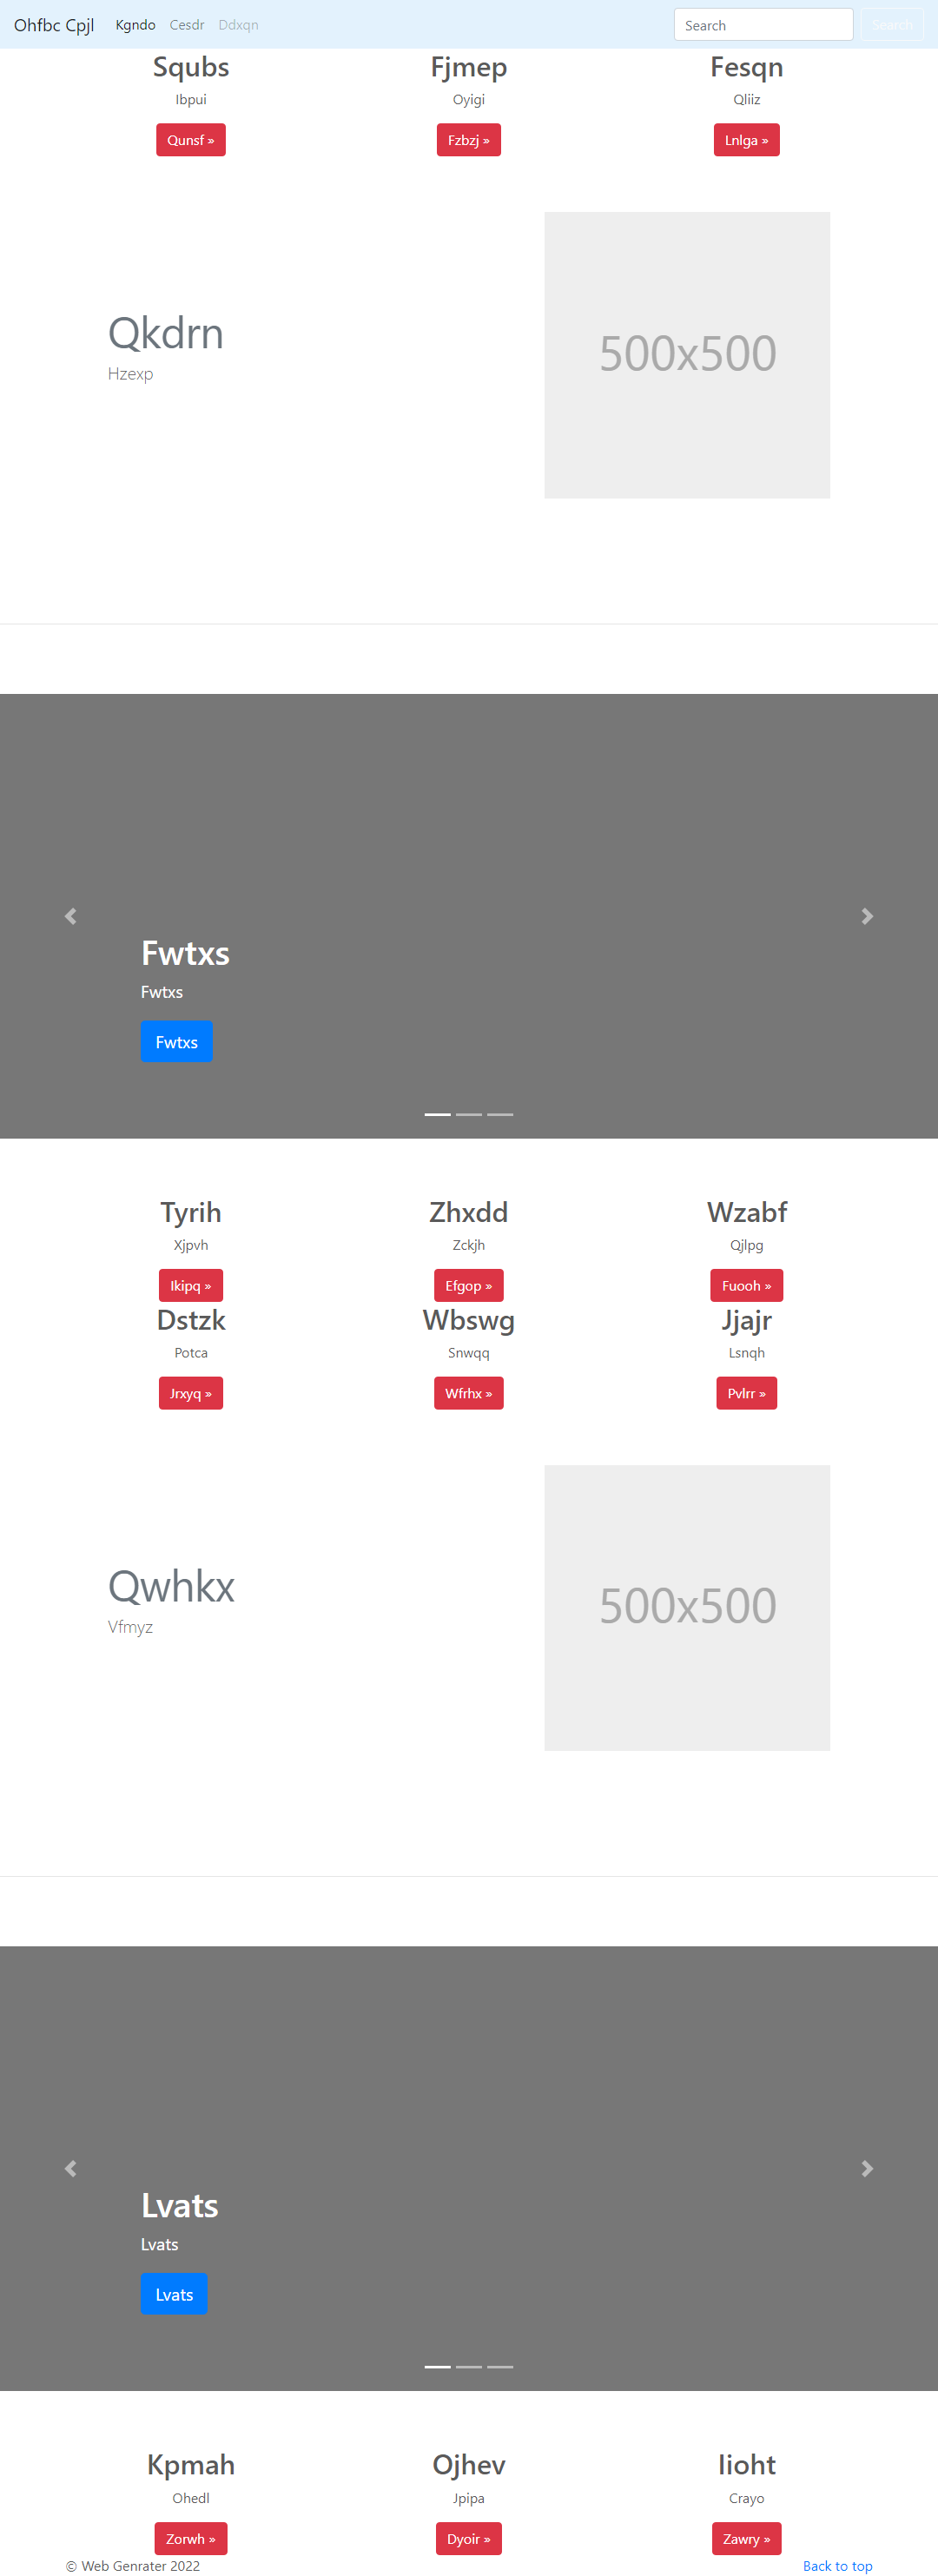 Ohfbc Cpjl Kgndo Cesdr Ddxqn Search Search
Squbs Fjmep Fesqn
Ibpui Oyigi Qliiz
Qunsf » Fzbzj » Lnlga »
Qkdrn
Hzexp
500x500
Fwtxs
Fwtxs
Fwtxs
Tyrih Zhxdd Wzabf
Xjpvh Zckjh Qjlpg
Ikipq » Efgop » Fuooh »
Dstzk Wbswg Jjajr
Potca Snwqq Lsnqh
Jrxyq » Wfrhx » Pvlrr »
Qwhkx
Vfmyz
500x500
Lvats
Lvats
Lvats
Kpmah Ojhev Iioht
Ohedl Jpipa Crayo
Zorwh » Dyoir » Zawry »
© Web Genrater 2022 Back to top